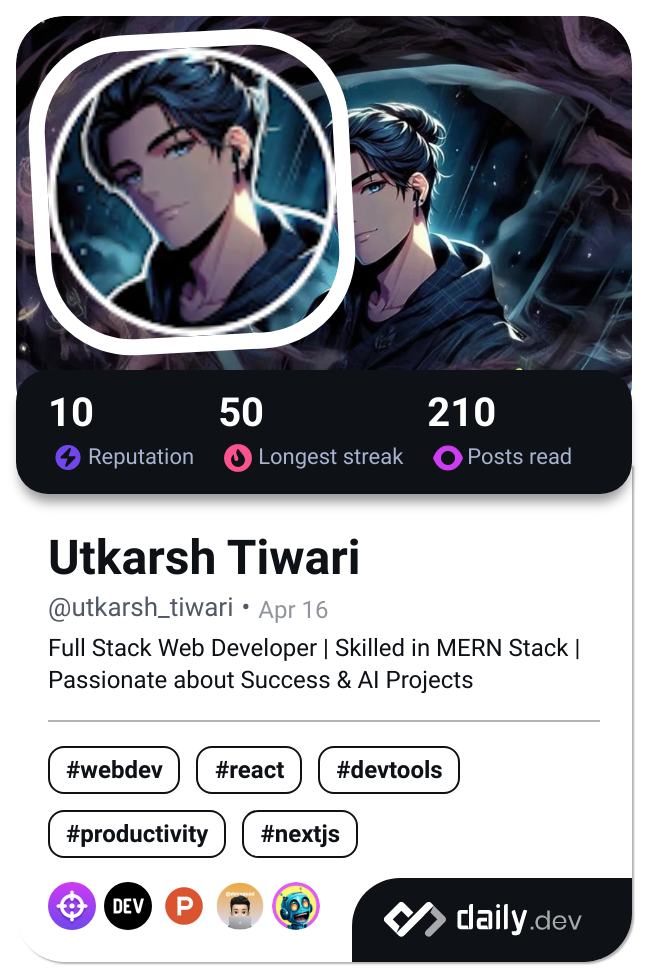 10 50 210
Reputation Longest streak Posts read
Utkarsh Tiwari
@utkarsh_tiwari • Apr 16
Full Stack Web Developer | Skilled in MERN Stack |
Passionate about Success & AI Projects
#webdev #react #devtools
#productivity #nextjs
DEV P
daily.dev